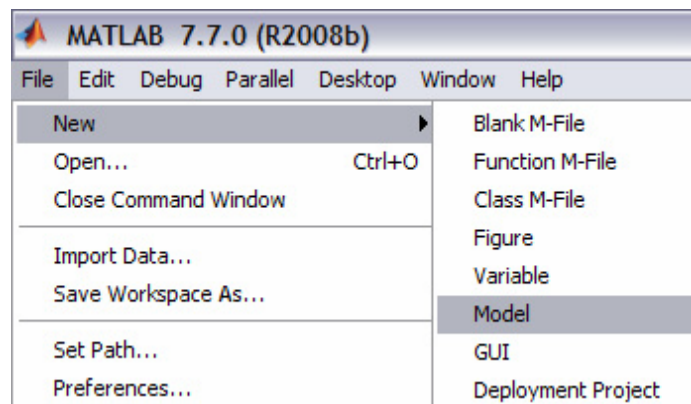 MATLAB 7.7.0 (R2008b)
File Edit Debug Parallel Desktop Window Help
New
Open... Ctrl+O
Close Command Window
Import Data...
Save Workspace As...
Set Path...
Preferences...
Blank M-File
Function M-File
Class M-File
Figure
Variable
Model
GUI
Deployment Project